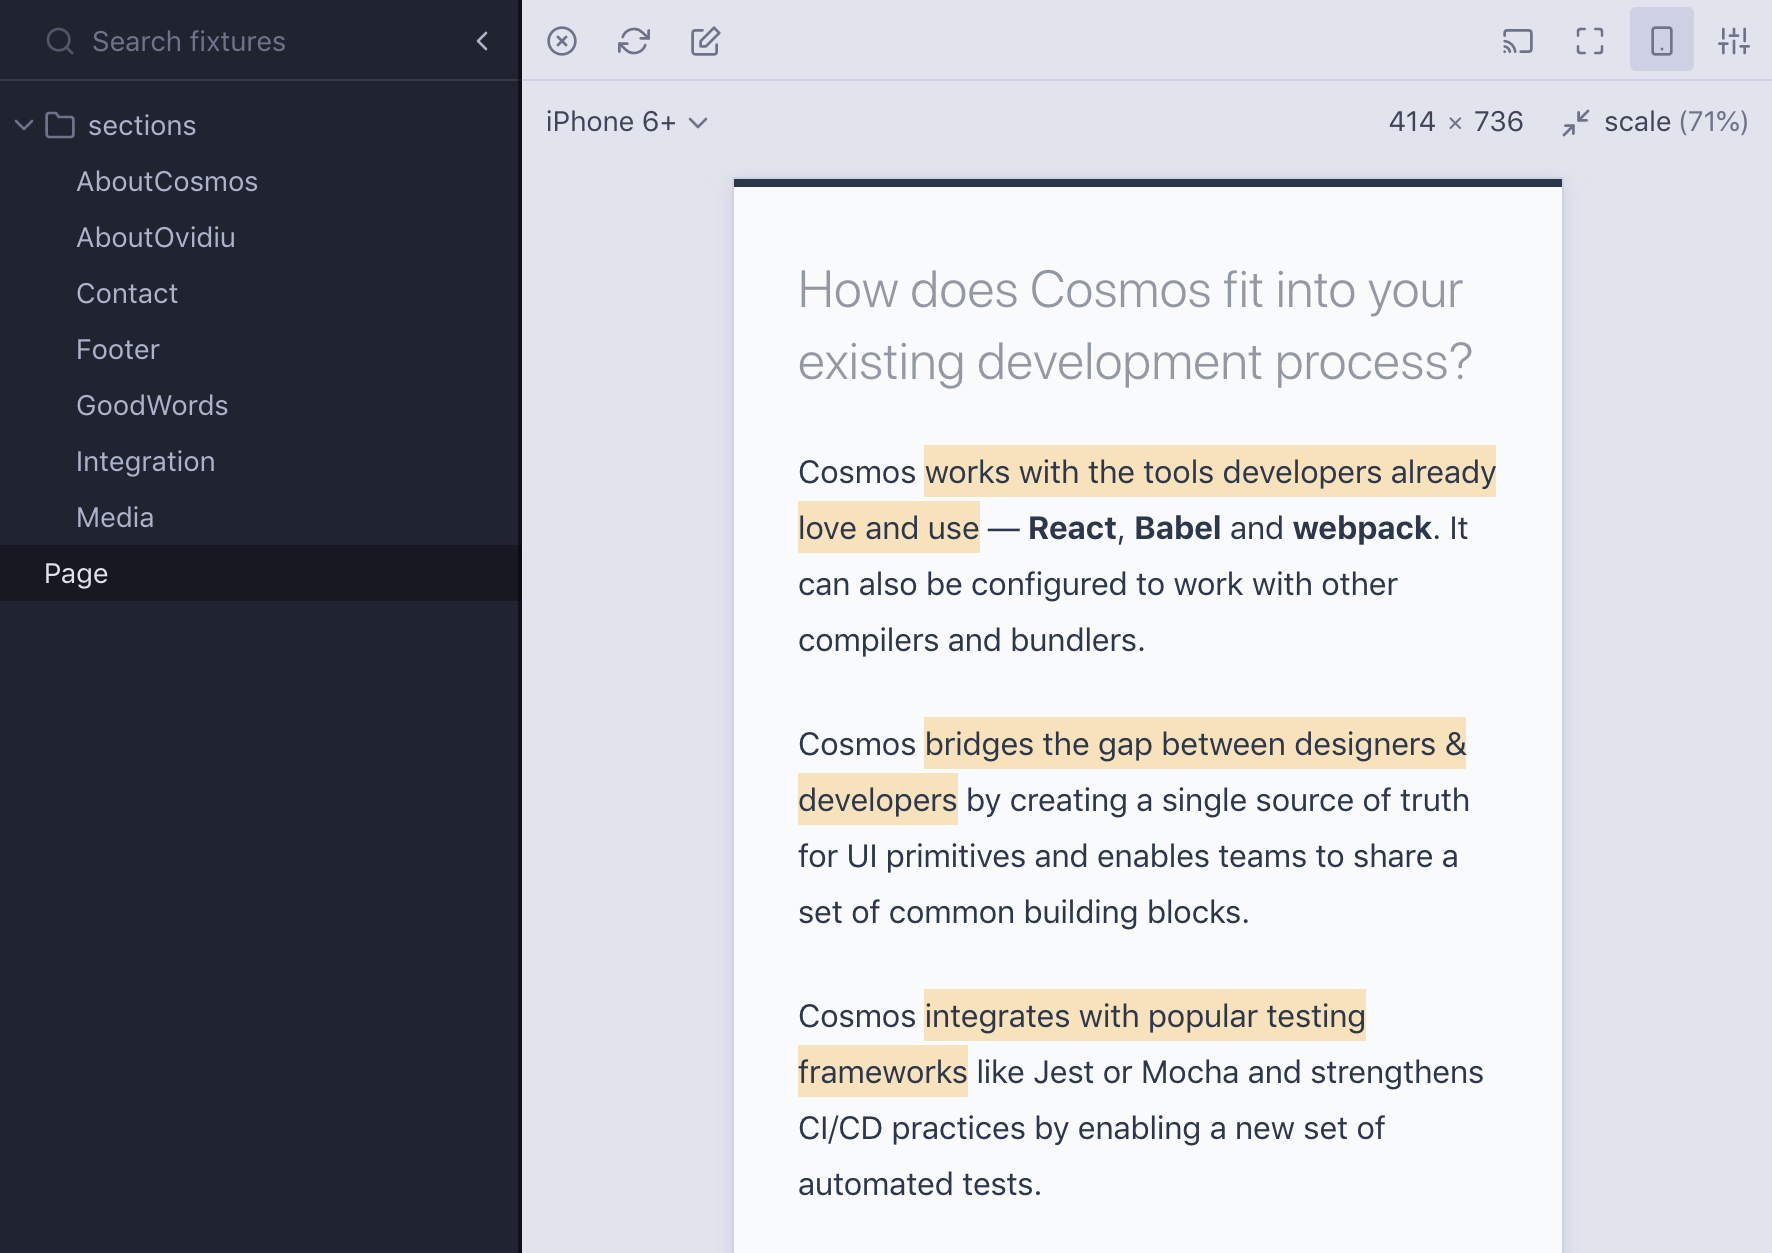 Search fixtures
sections
AboutCosmos
AboutOvidiu
Contact
Footer
GoodWords
Integration
Media
Page
iPhone 6+
414 × 736
scale (71%)
How does Cosmos fit into your
existing development process?
Cosmos works with the tools developers already
love and use — React, Babel and webpack. It
can also be configured to work with other
compilers and bundlers.
Cosmos bridges the gap between designers &
developers by creating a single source of truth
for UI primitives and enables teams to share a
set of common building blocks.
Cosmos integrates with popular testing
frameworks like Jest or Mocha and strengthens
CI/CD practices by enabling a new set of
automated tests.